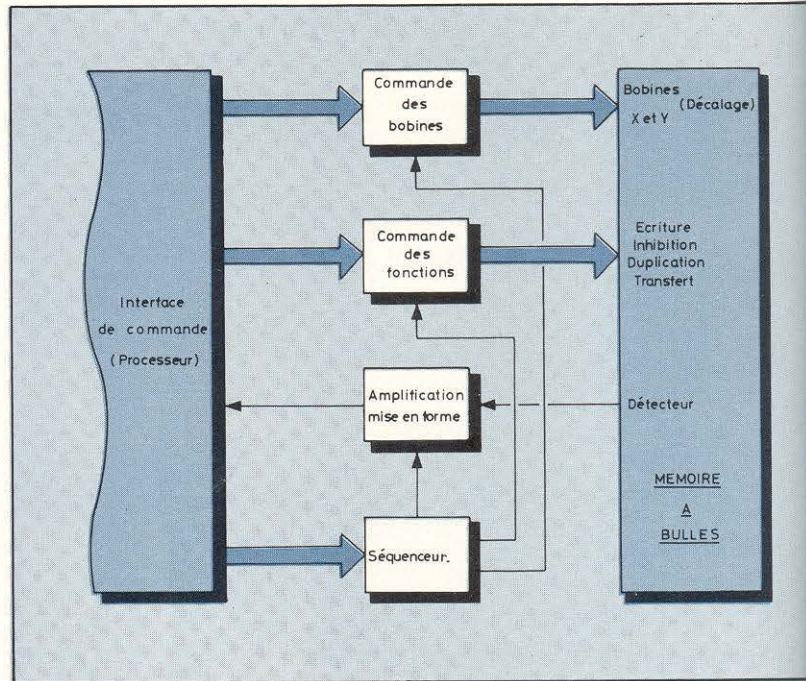 Commande
des
bobines
Bobines
(Décalage)
X et Y
Commande
des
fonctions
Ecriture
Inhibition
Duplication
Transfert
Interface
de commande
(Processeur)
Amplification
mise en forme
Détecteur
MEMOIRE
A
BULLES
Séquenceur.